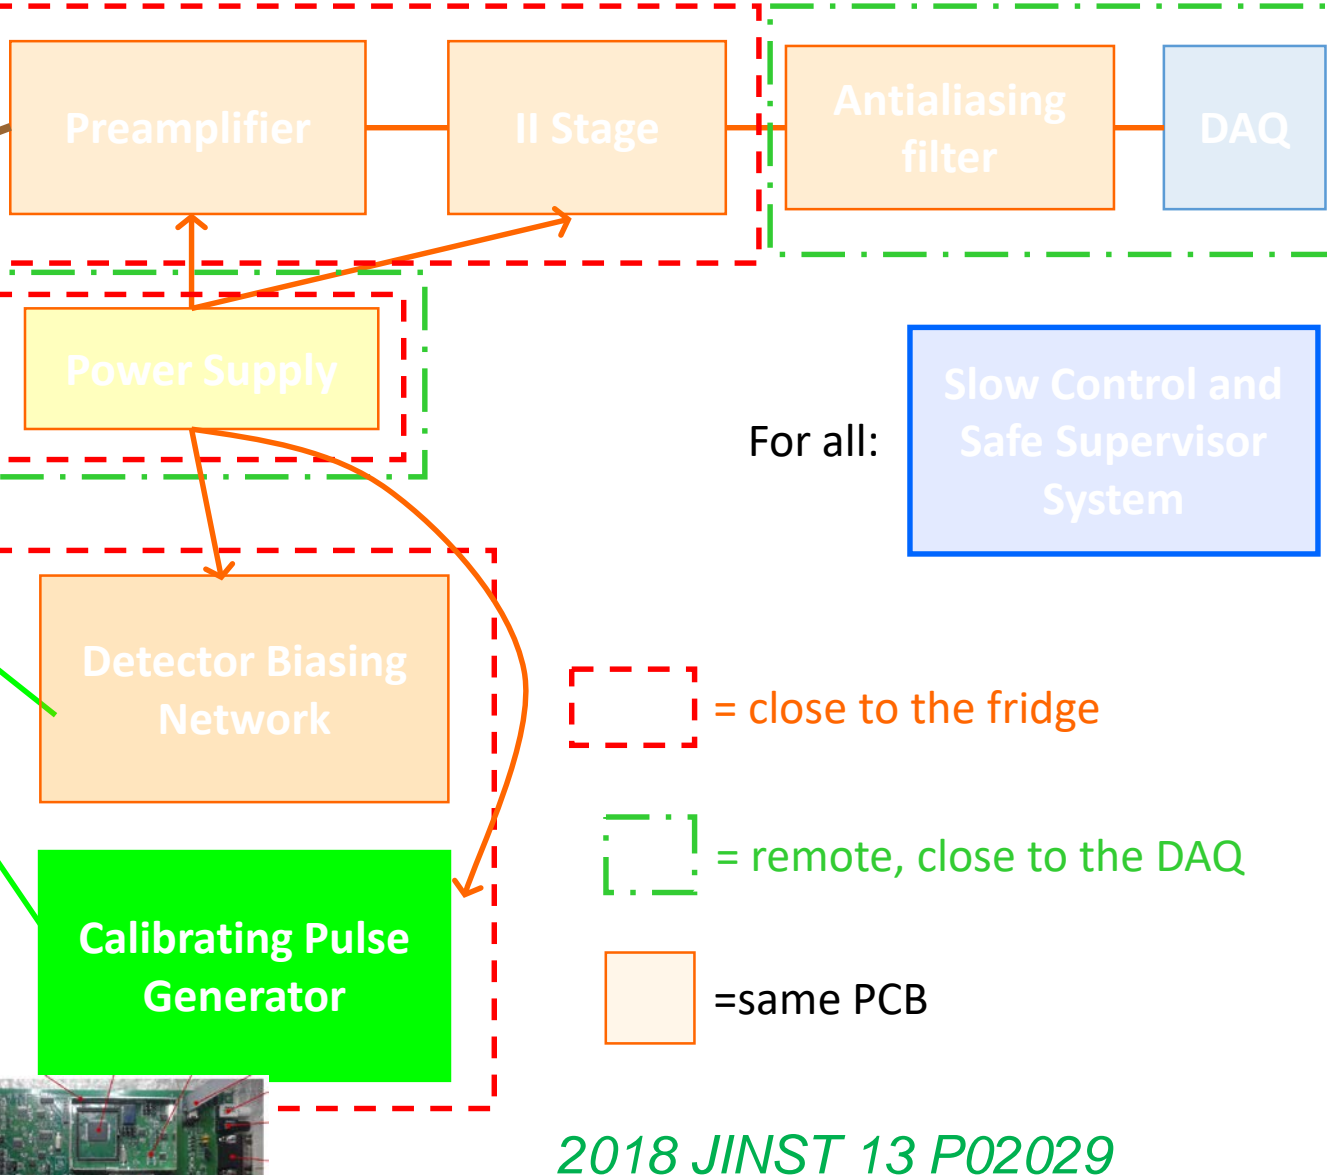 Preamplifier
II Stage
Antialiasing
filter
DAQ
Power Supply
For all:
Slow Control and
Safe Supervisor
System
Detector Biasing
Network
= close to the fridge
= remote, close to the DAQ
Calibrating Pulse
Generator
=same PCB
2018 JINST 13 P02029